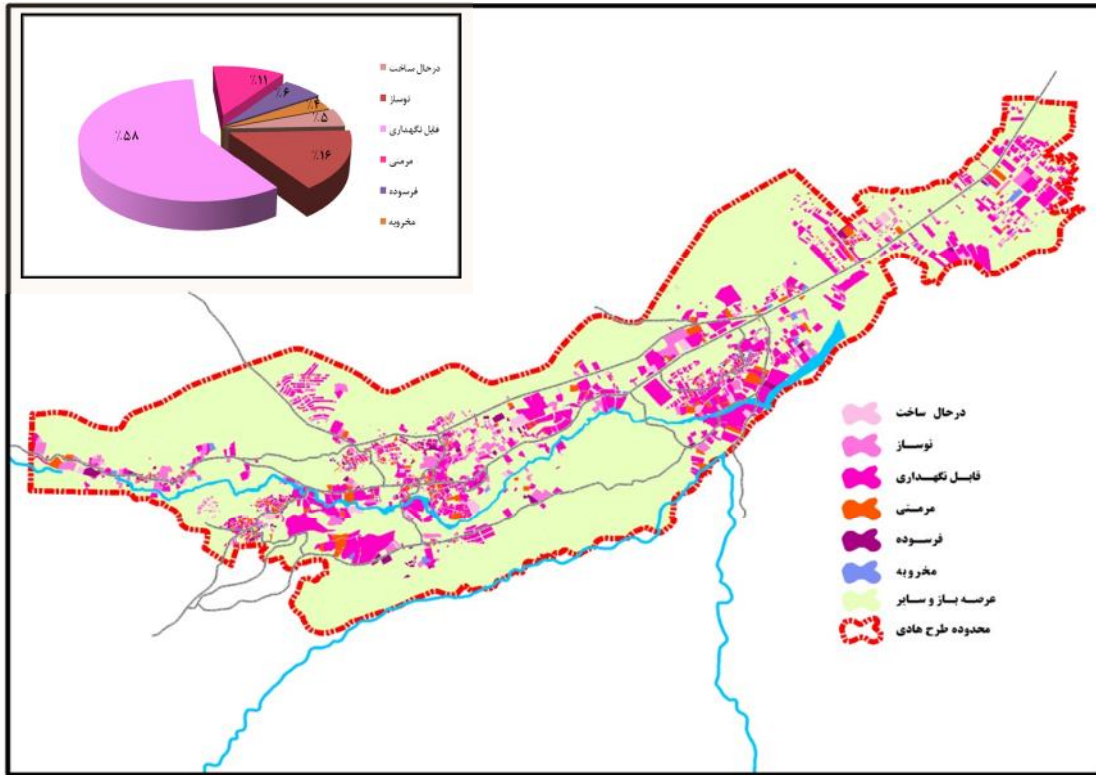 ٪۱۱
٪۶
٪۴
٪۵
٪۱۶
٪۵۸
درحال ساخت
نوساز
قابل نگهداری
مرمتی
فرسوده
مخروبه
درحال ساخت
نوساز
قابل نگهداری
مرمتی
فرسوده
مخروبه
عرصه باز و سایر
محدوده طرح هادی